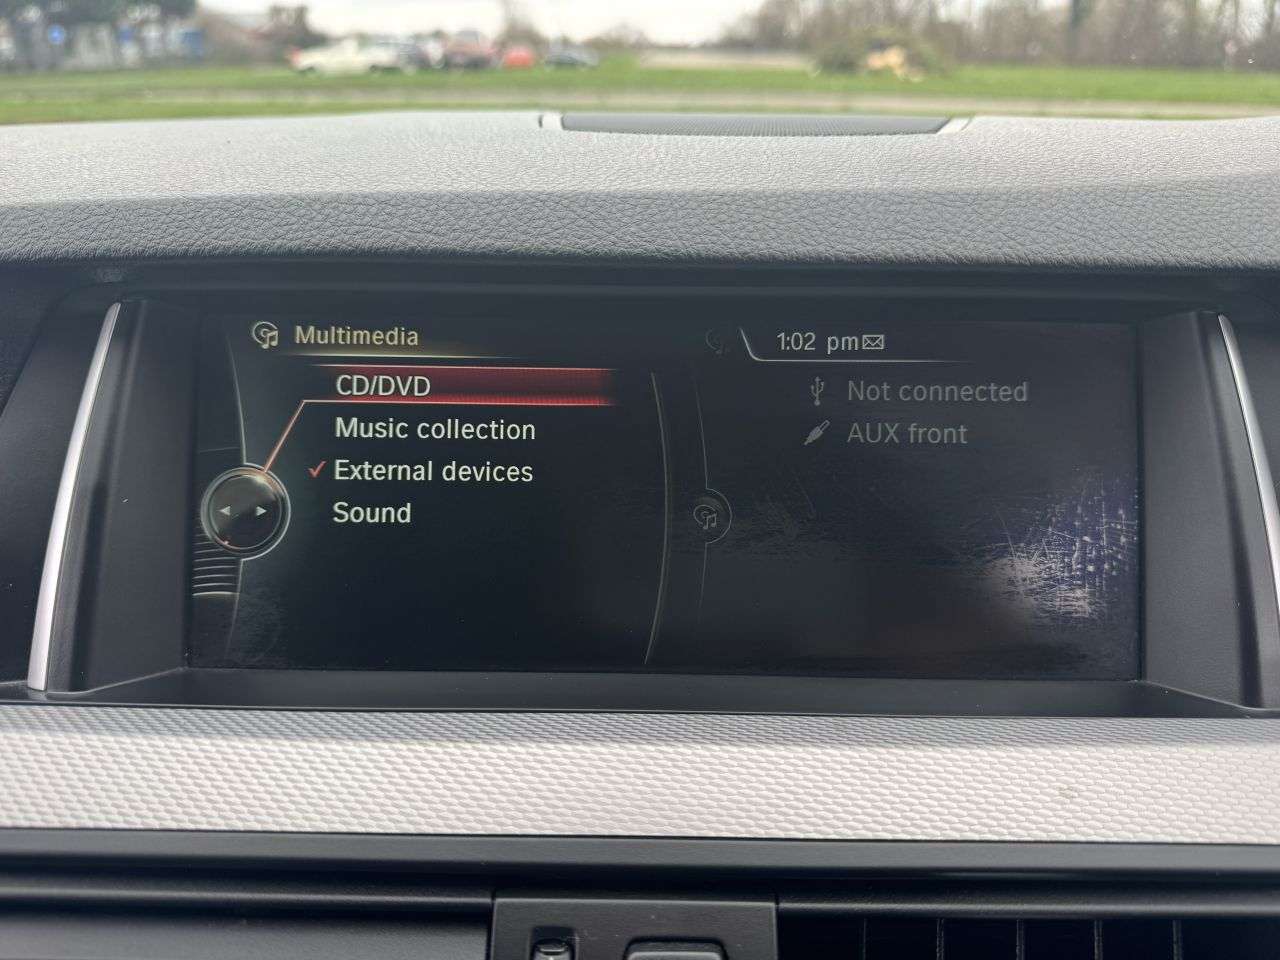 Multimedia
CD/DVD
Music collection
External devices
Sound
1:02 pm
Not connected
AUX front